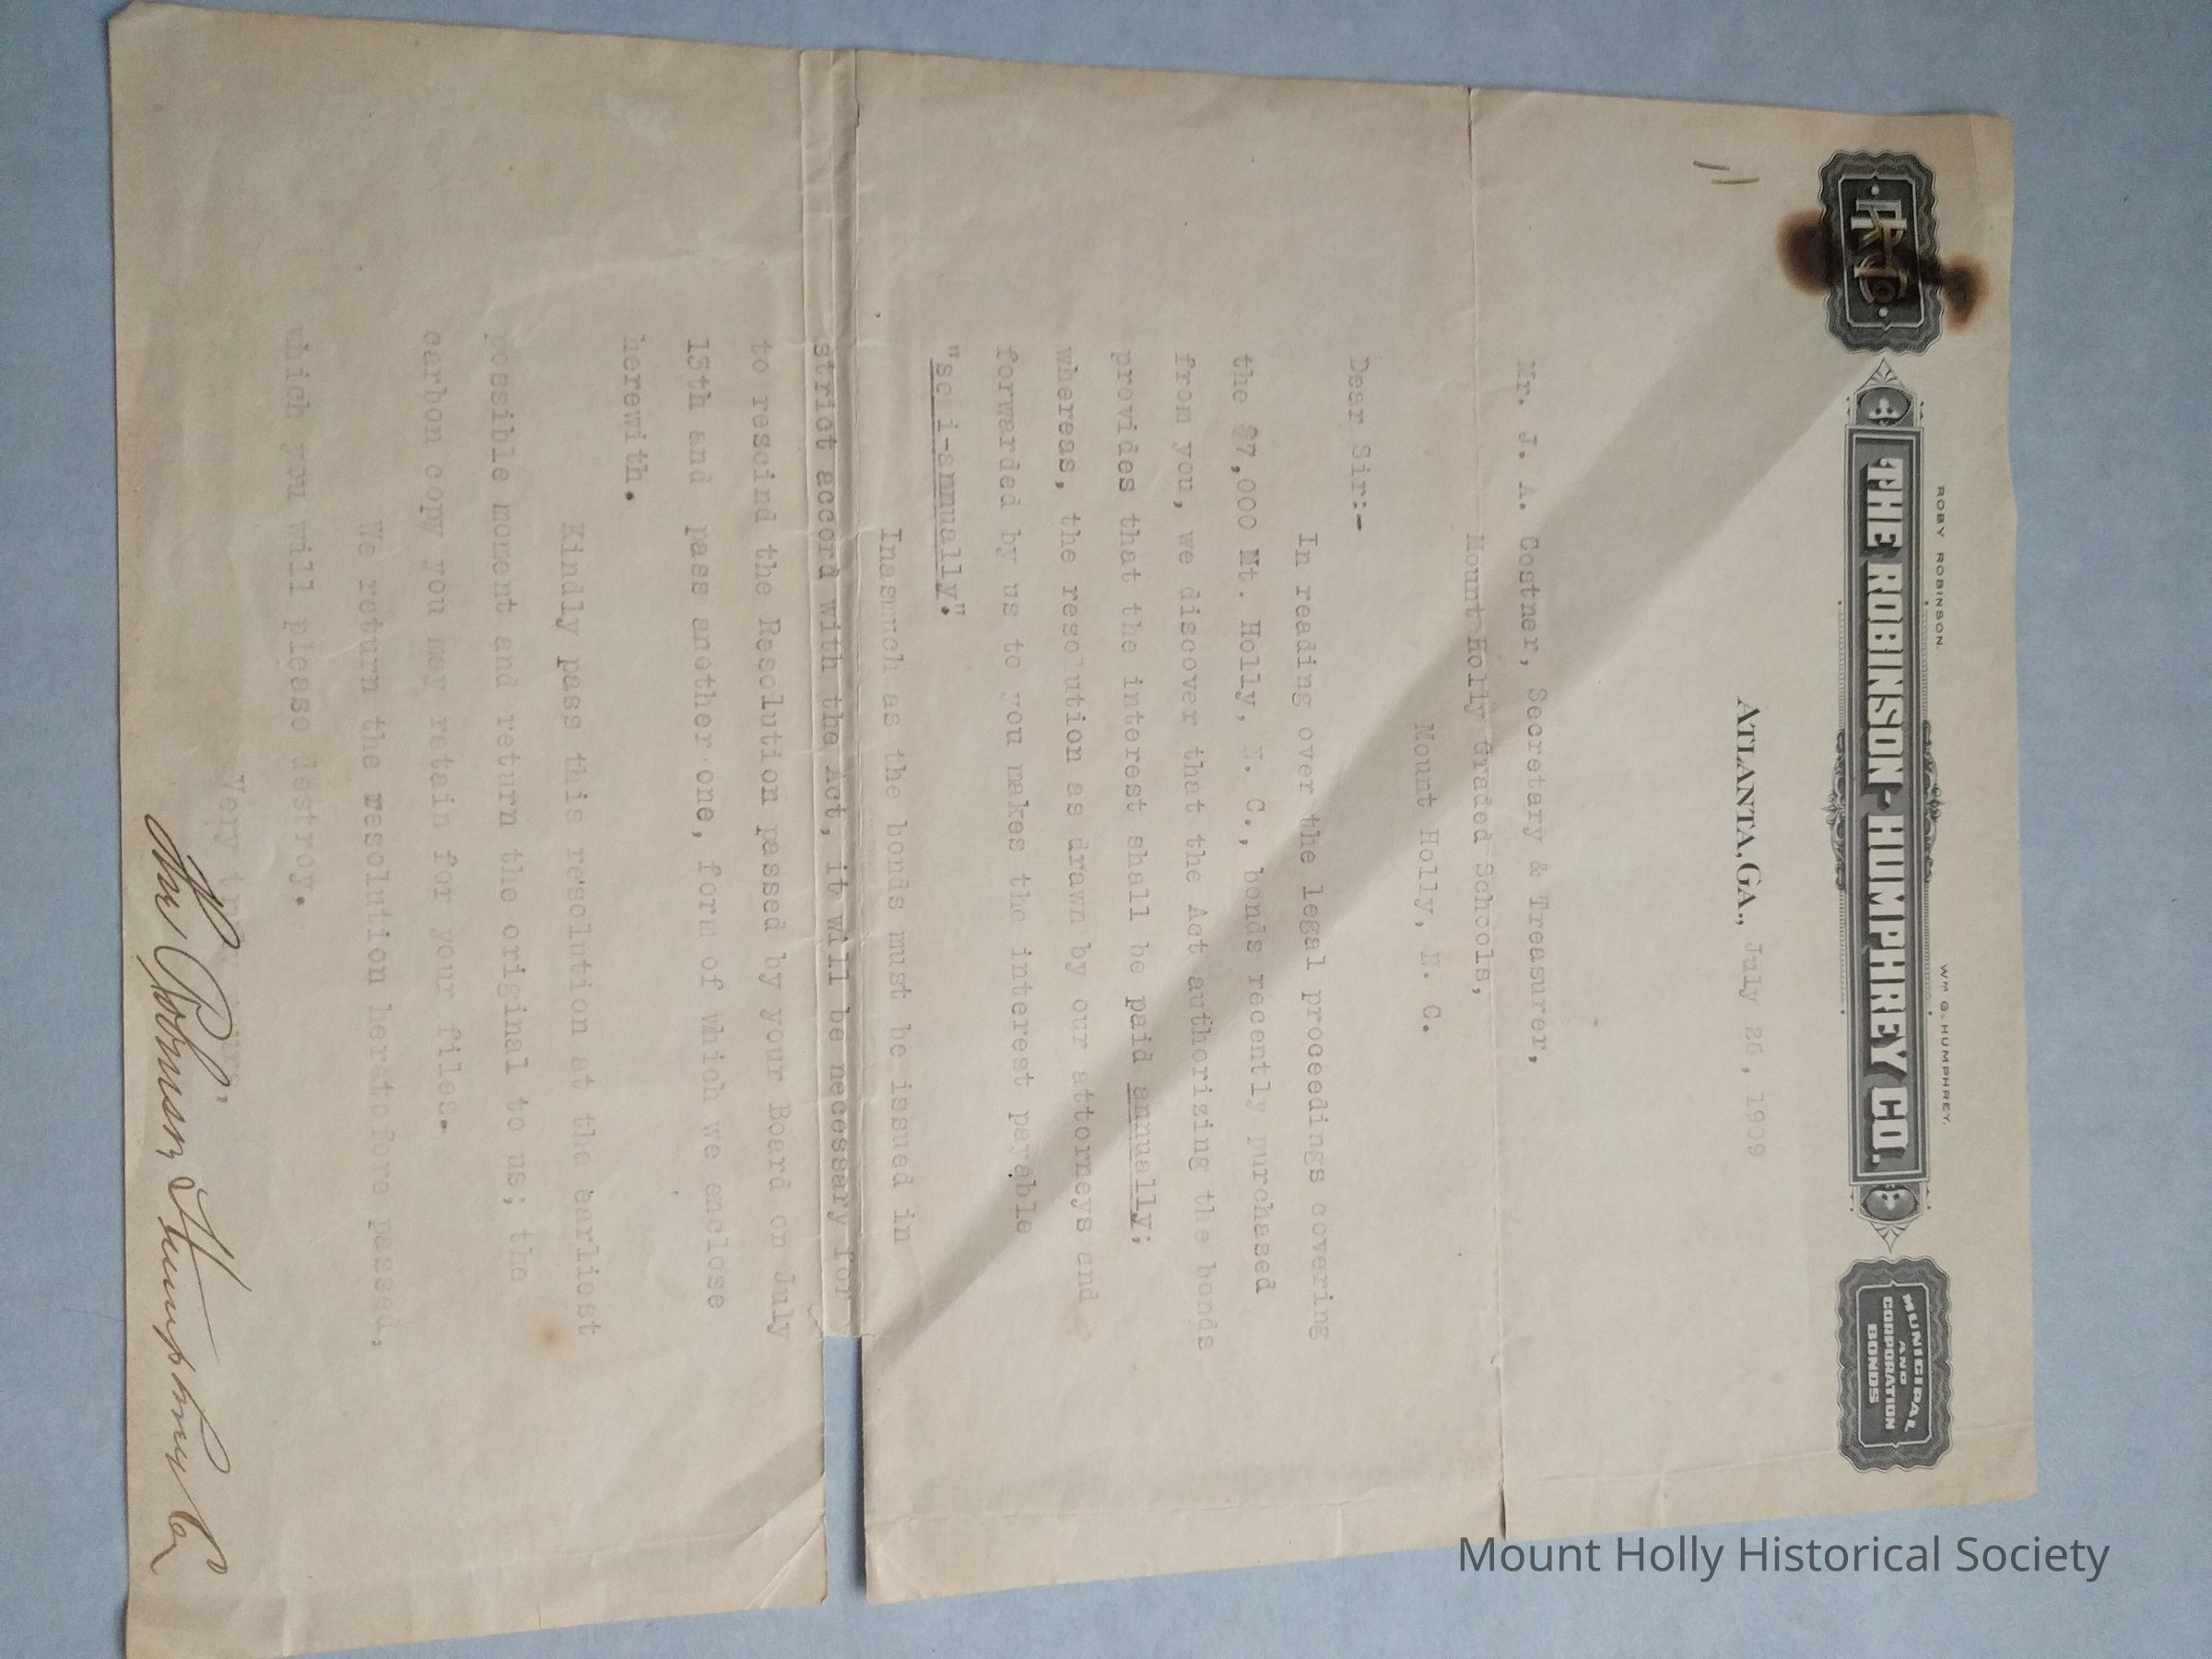 ROBY ROBINSON
WM G. HUMPHREY.
RHCo
THE ROBINSON-HUMPHREY CO.
MUNICIPAL
AND
CORPORATION
BONDS
ATLANTA, GA., July 26, 1909
Mr. J. A. Costner, Secretary & Treasurer,
Mount Holly Graded Schools,
Mount Holly, N. C.
Dear Sir:-
In reading over the legal proceedings covering
the $7,000 Mt. Holly, N. C., bonds recently purchased
from you, we discover that the Act authorizing the bonds
provides that the interest shall be paid annually;
whereas, the resolution as drawn by our attorneys and
forwarded by us to you makes the interest payable
"semi-annually".
Inasmuch as the bonds must be issued in
strict accord with the Act, it will be necessary for
to rescind the Resolution passed by your Board on July
13th and pass another one, form of which we enclose
herewith.
Kindly pass this resolution at the earliest
possible moment and return the original to us; the
carbon copy you may retain for your files.
We return the resolution heratofore passed,
which you will please destroy.
Very truly yours,
The Robinson Humphrey Co
Mount Holly Historical Society